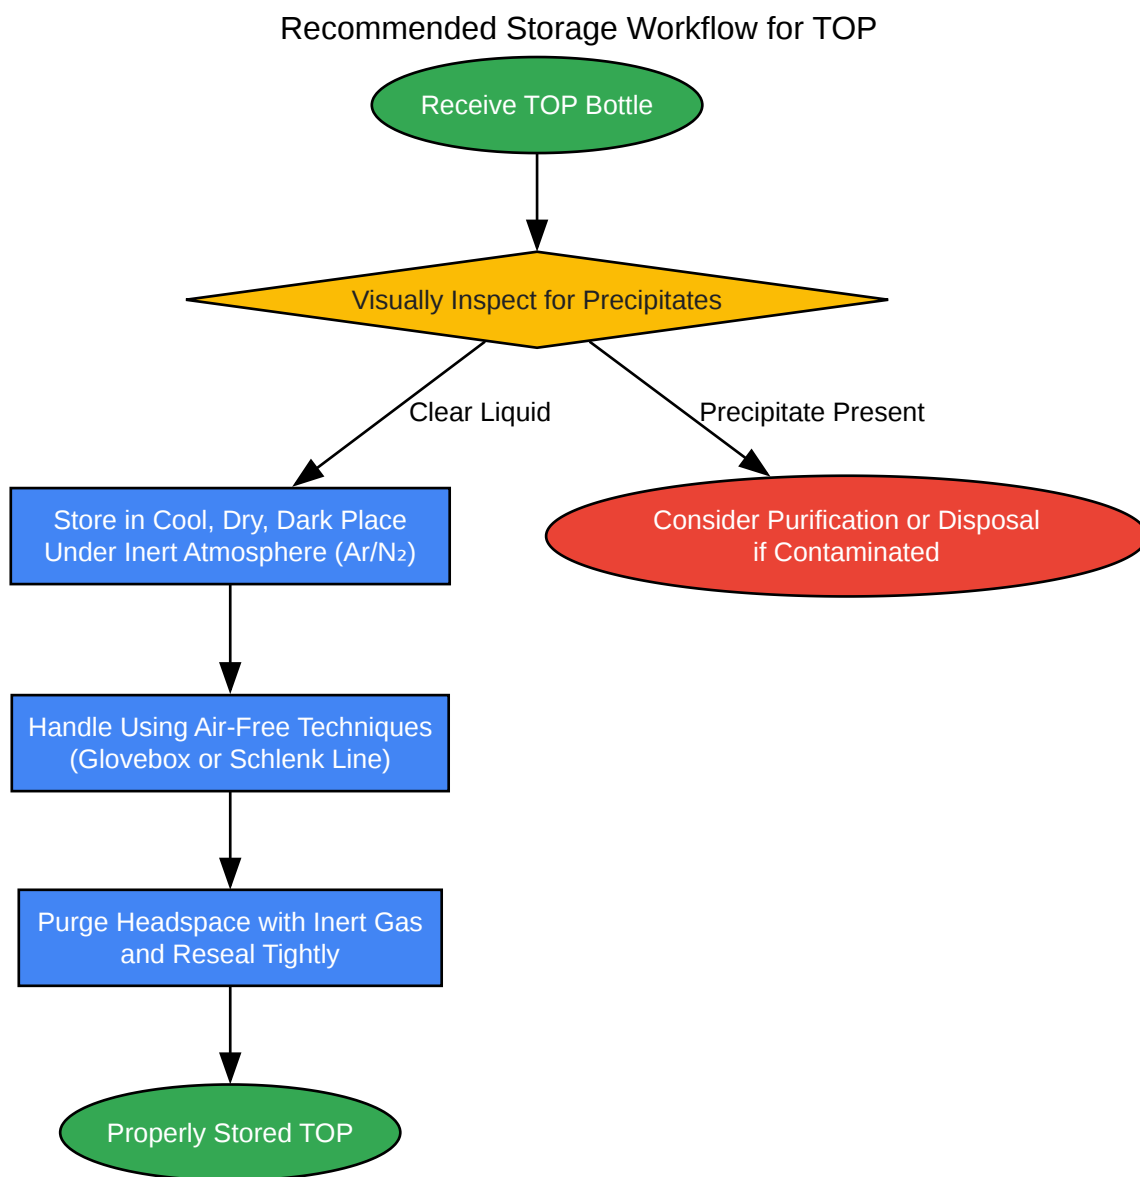 Recommended Storage Workflow for TOP
Receive TOP Bottle
Visually Inspect for Precipitates
Clear Liquid
Precipitate Present
Store in Cool, Dry, Dark Place
Under Inert Atmosphere (Ar/N₂)
Consider Purification or Disposal
if Contaminated
Handle Using Air-Free Techniques
(Glovebox or Schlenk Line)
Purge Headspace with Inert Gas
and Reseal Tightly
Properly Stored TOP